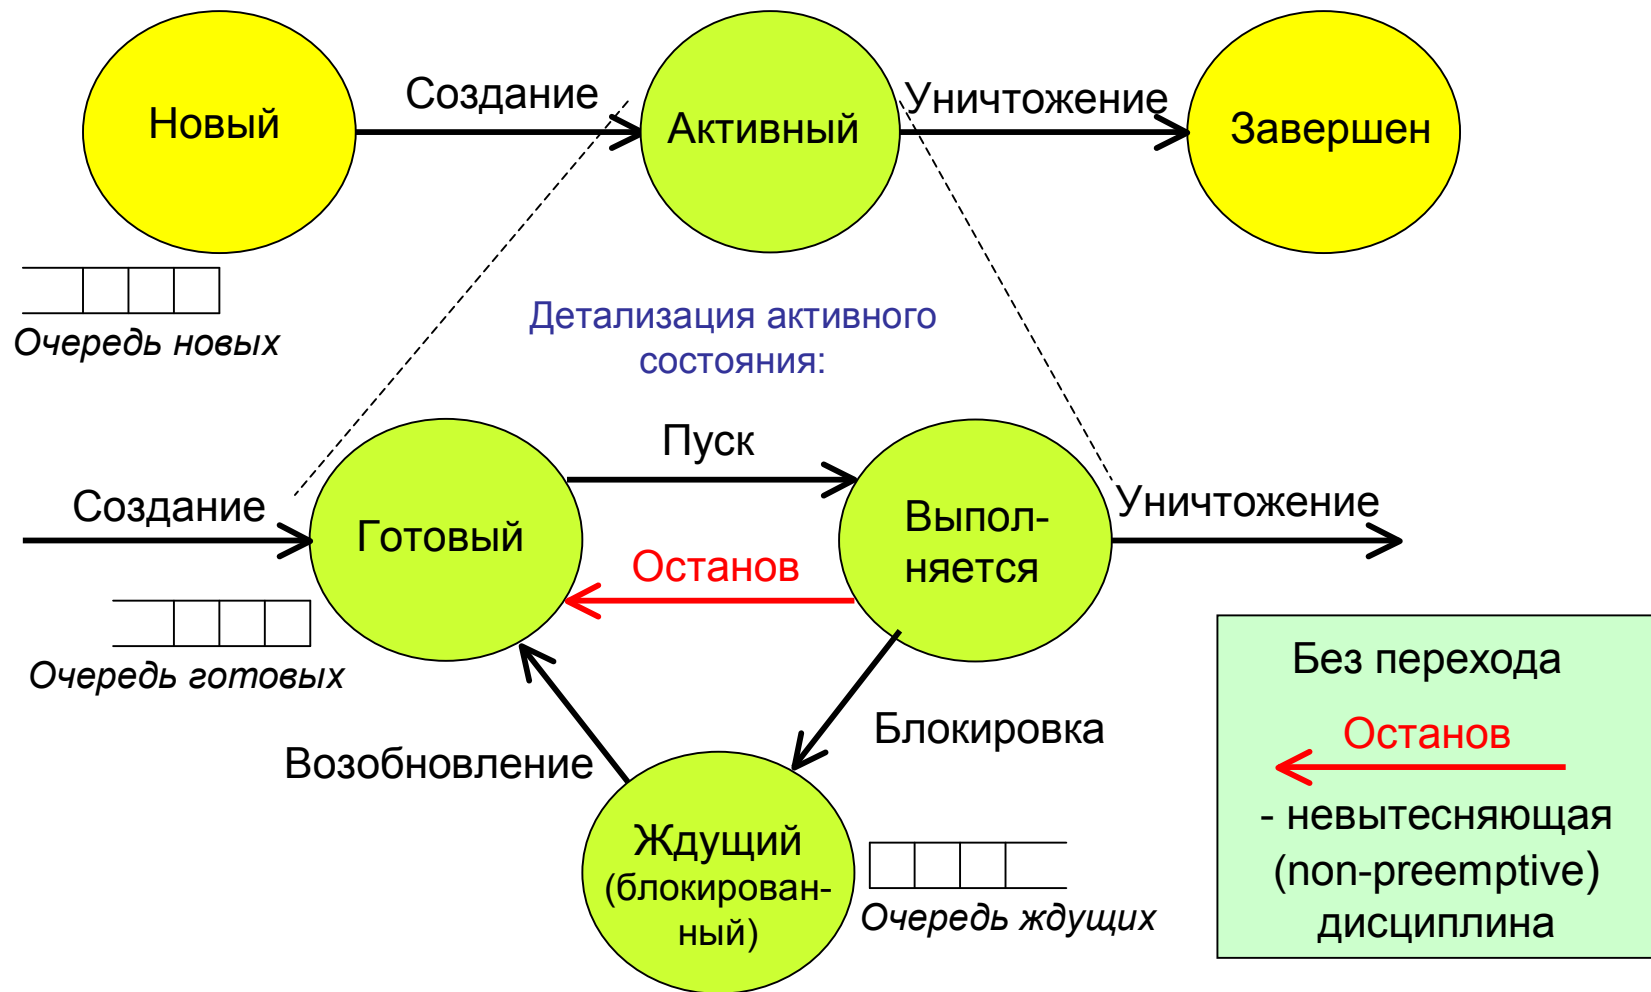 Новый
Создание
Активный
Уничтожение
Завершен
Очередь новых
Детализация активного
состояния:
Создание
Готовый
Пуск
Останов
Выпол-
няется
Уничтожение
Очередь готовых
Возобновление
Блокировка
Ждущий
(блокирован-
ный)
Очередь ждущих
Без перехода
Останов
- невытесняющая
(non-preemptive)
дисциплина